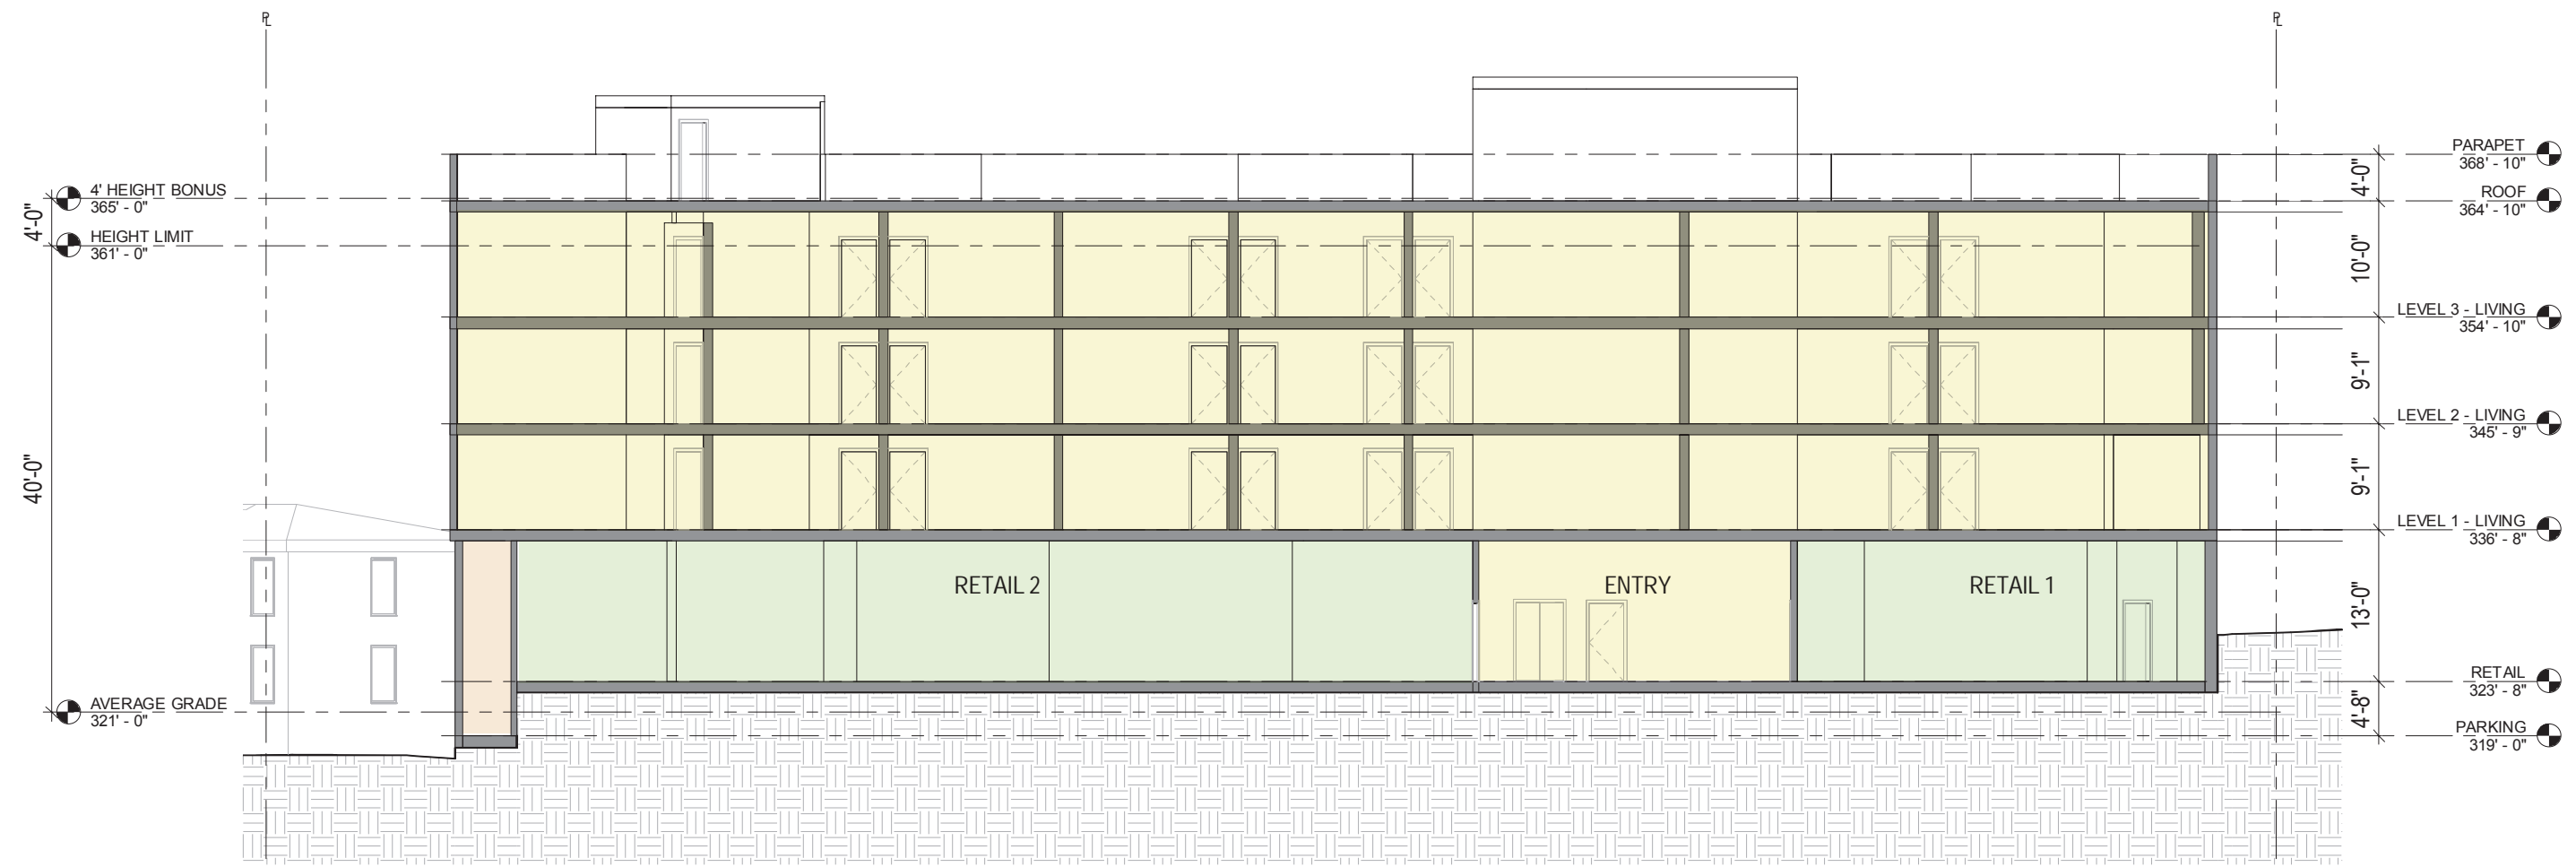 PL
PL
4' HEIGHT BONUS
365' - 0"
HEIGHT LIMIT
361' - 0"
AVERAGE GRADE
321' - 0"
4'-0"
40'-0"
RETAIL 2
ENTRY
RETAIL 1
4'-0"
10'-0"
9'-1"
9'-1"
13'-0"
4'-8"
PARAPET
368' - 10"
ROOF
364' - 10"
LEVEL 3 - LIVING
354' - 10"
LEVEL 2 - LIVING
345' - 9"
LEVEL 1 - LIVING
336' - 8"
RETAIL
323' - 8"
PARKING
319' - 0"